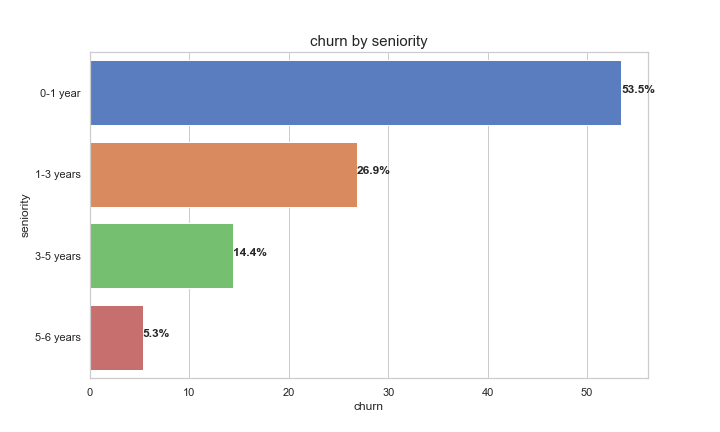 churn by seniority
0-1 year
53.5%
1-3 years
26.9%
seniority
3-5 years
14.4%
5-6 years
5.3%
0 10 20 30 40 50
churn